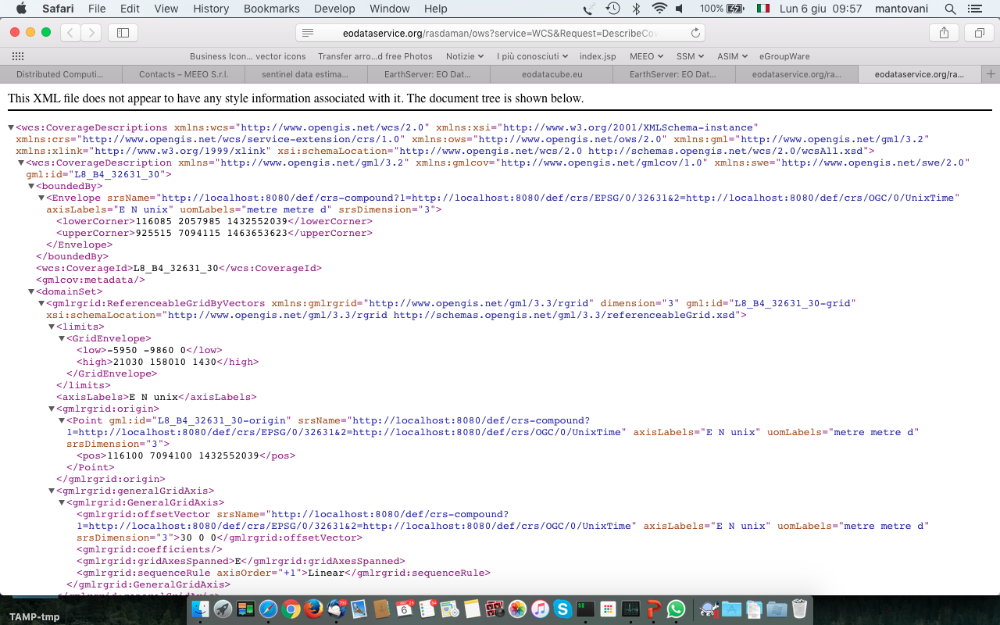 Safari File Edit View History Bookmarks Develop Window Help 100% Lun 6 giu 09:57 mantovani
eodataservice.org/rasdaman/ows?service=WCS&Request=DescribeCov
Business Icon... vector icons Transfer arro...d free Photos Notizie I più conosciuti index.jsp MEEO SSM ASIM eGroupWare
Distributed Computi... Contacts – MEEO S.r.l. sentinel data estima... EarthServer: EO Dat... eodatacube.eu EarthServer: EO Dat... eodataservice.org/ra... eodataservice.org/ra...
This XML file does not appear to have any style information associated with it. The document tree is shown below.
▼<wcs:CoverageDescriptions xmlns:wcs="http://www.opengis.net/wcs/2.0" xmlns:xsi="http://www.w3.org/2001/XMLSchema-instance"
xmlns:crs="http://www.opengis.net/wcs/service-extension/crs/1.0" xmlns:ows="http://www.opengis.net/ows/2.0" xmlns:gml="http://www.opengis.net/gml/3.2"
xmlns:xlink="http://www.w3.org/1999/xlink" xsi:schemaLocation="http://www.opengis.net/wcs/2.0 http://schemas.opengis.net/wcs/2.0/wcsAll.xsd">
▼<wcs:CoverageDescription xmlns="http://www.opengis.net/gml/3.2" xmlns:gmlcov="http://www.opengis.net/gmlcov/1.0" xmlns:swe="http://www.opengis.net/swe/2.0"
gml:id="L8_B4_32631_30">
▼<boundedBy>
▼<Envelope srsName="http://localhost:8080/def/crs-compound?1=http://localhost:8080/def/crs/EPSG/0/32631&2=http://localhost:8080/def/crs/OGC/0/UnixTime"
axisLabels="E N unix" uomLabels="metre metre d" srsDimension="3">
<lowerCorner>116085 2057985 1432552039</lowerCorner>
<upperCorner>925515 7094115 1463653623</upperCorner>
</Envelope>
</boundedBy>
<wcs:CoverageId>L8_B4_32631_30</wcs:CoverageId>
<gmlcov:metadata/>
▼<domainSet>
▼<gmlrgrid:ReferenceableGridByVectors xmlns:gmlrgrid="http://www.opengis.net/gml/3.3/rgrid" dimension="3" gml:id="L8_B4_32631_30-grid"
xsi:schemaLocation="http://www.opengis.net/gml/3.3/rgrid http://schemas.opengis.net/gml/3.3/referenceableGrid.xsd">
▼<limits>
▼<GridEnvelope>
<low>-5950 -9860 0</low>
<high>21030 158010 1430</high>
</GridEnvelope>
</limits>
<axisLabels>E N unix</axisLabels>
▼<gmlrgrid:origin>
▼<Point gml:id="L8_B4_32631_30-origin" srsName="http://localhost:8080/def/crs-compound?
1=http://localhost:8080/def/crs/EPSG/0/32631&2=http://localhost:8080/def/crs/OGC/0/UnixTime" axisLabels="E N unix" uomLabels="metre metre d"
srsDimension="3">
<pos>116100 7094100 1432552039</pos>
</Point>
</gmlrgrid:origin>
▼<gmlrgrid:generalGridAxis>
▼<gmlrgrid:GeneralGridAxis>
<gmlrgrid:offsetVector srsName="http://localhost:8080/def/crs-compound?
1=http://localhost:8080/def/crs/EPSG/0/32631&2=http://localhost:8080/def/crs/OGC/0/UnixTime" axisLabels="E N unix" uomLabels="metre metre d"
srsDimension="3">30 0 0</gmlrgrid:offsetVector>
<gmlrgrid:coefficients/>
<gmlrgrid:gridAxesSpanned>E</gmlrgrid:gridAxesSpanned>
<gmlrgrid:sequenceRule axisOrder="+1">Linear</gmlrgrid:sequenceRule>
</gmlrgrid:GeneralGridAxis>
TAMP-tmp